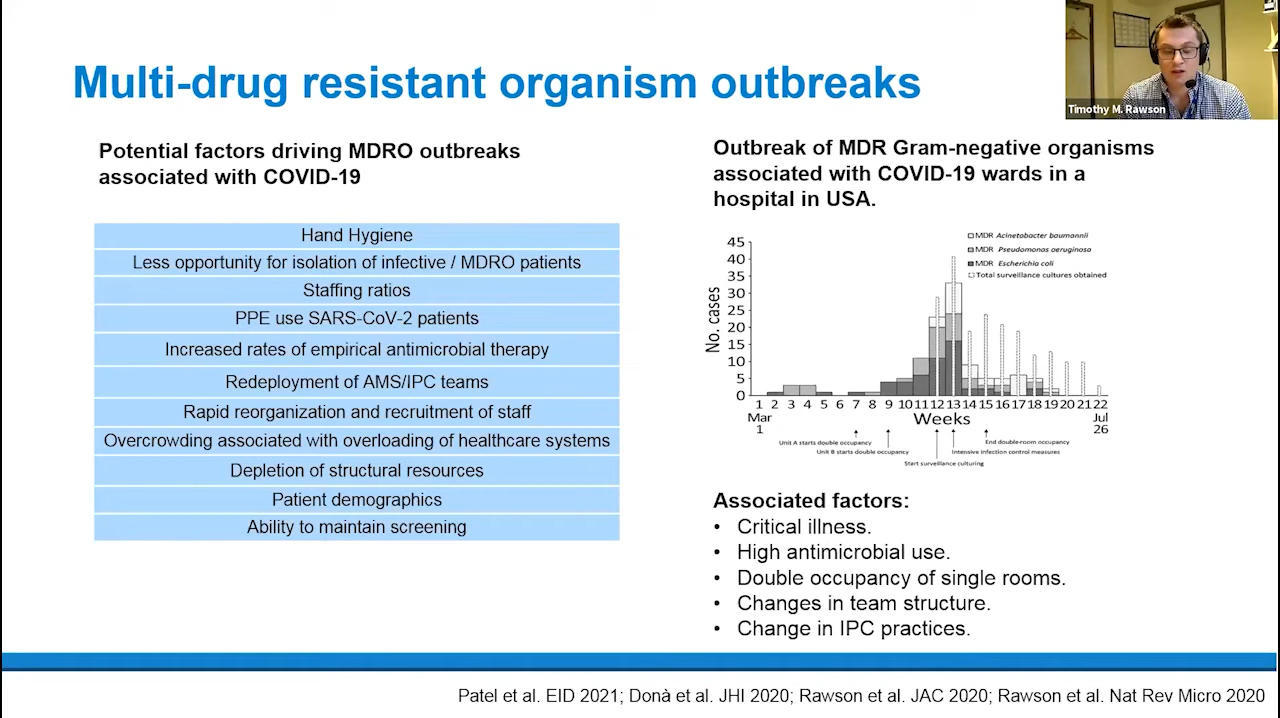 Multi-drug resistant organism outbreaks
Timothy M. Rawson
Potential factors driving MDRO outbreaks
associated with COVID-19
Hand Hygiene
Less opportunity for isolation of infective / MDRO patients
Staffing ratios
PPE use SARS-CoV-2 patients
Increased rates of empirical antimicrobial therapy
Redeployment of AMS/IPC teams
Rapid reorganization and recruitment of staff
Overcrowding associated with overloading of healthcare systems
Depletion of structural resources
Patient demographics
Ability to maintain screening
Outbreak of MDR Gram-negative organisms
associated with COVID-19 wards in a
hospital in USA.
MDR Acinetobacter baumannii
MDR Pseudomonas aeruginosa
MDR Escherichia coli
Total surveillance cultures obtained
No. cases
45
40
35
30
25
20
15
10
5
0
1 2 3 4 5 6 7 8 9 10 11 12 13 14 15 16 17 18 19 20 21 22
Mar
1
Weeks
Jul
26
Unit A starts double occupancy
End double-room occupancy
Unit B starts double occupancy
Intensive infection control measures
Start surveillance culturing
Associated factors:
• Critical illness.
• High antimicrobial use.
• Double occupancy of single rooms.
• Changes in team structure.
• Change in IPC practices.
Patel et al. EID 2021; Donà et al. JHI 2020; Rawson et al. JAC 2020; Rawson et al. Nat Rev Micro 2020